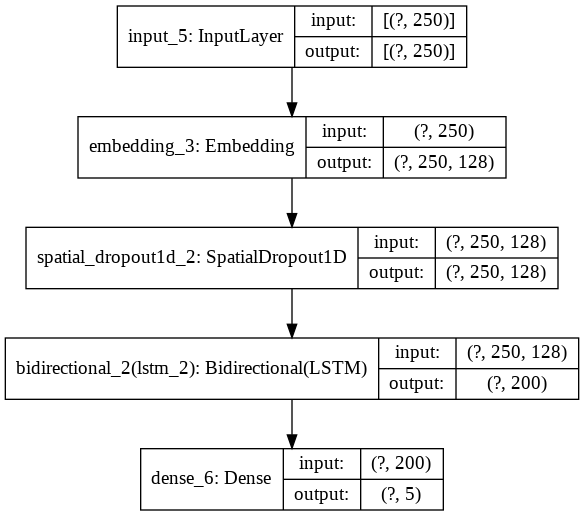 input_5: InputLayer
input: [(?, 250)]
output: [(?, 250)]
embedding_3: Embedding
input: (?, 250)
output: (?, 250, 128)
spatial_dropout1d_2: SpatialDropout1D
input: (?, 250, 128)
output: (?, 250, 128)
bidirectional_2(lstm_2): Bidirectional(LSTM)
input: (?, 250, 128)
output: (?, 200)
dense_6: Dense
input: (?, 200)
output: (?, 5)